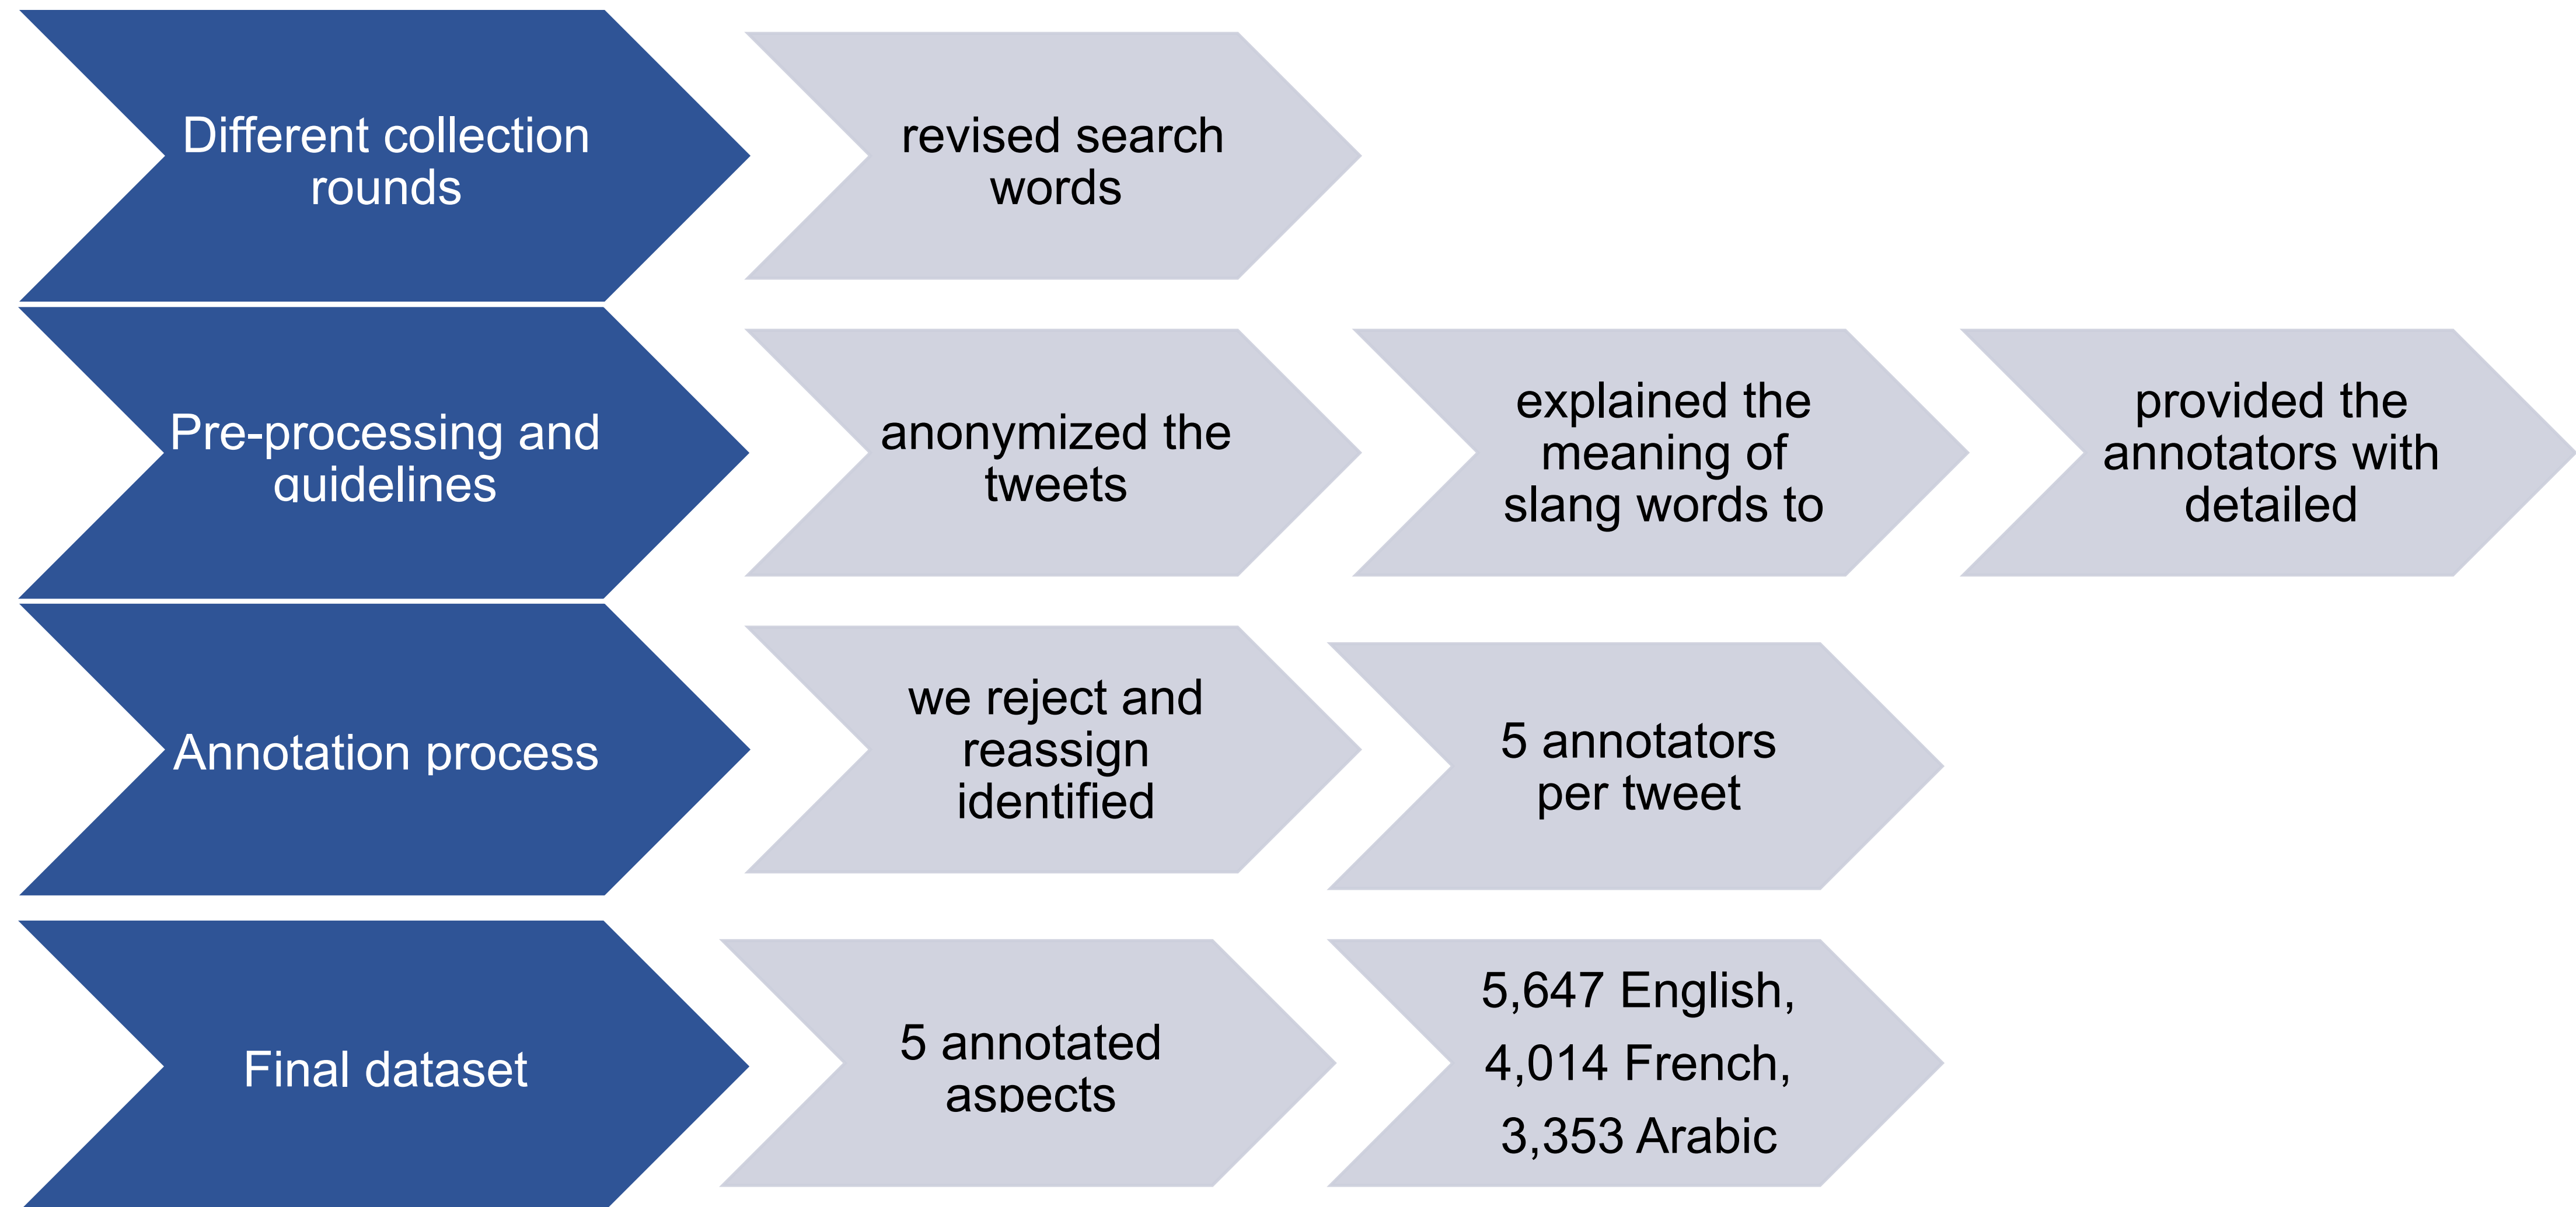 Different collection
rounds
revised search
words
Pre-processing and
guidelines
anonymized the
tweets
explained the
meaning of
slang words to
provided the
annotators with
detailed
Annotation process
we reject and
reassign
identified
5 annotators
per tweet
Final dataset
5 annotated
aspects
5,647 English,
4,014 French,
3,353 Arabic